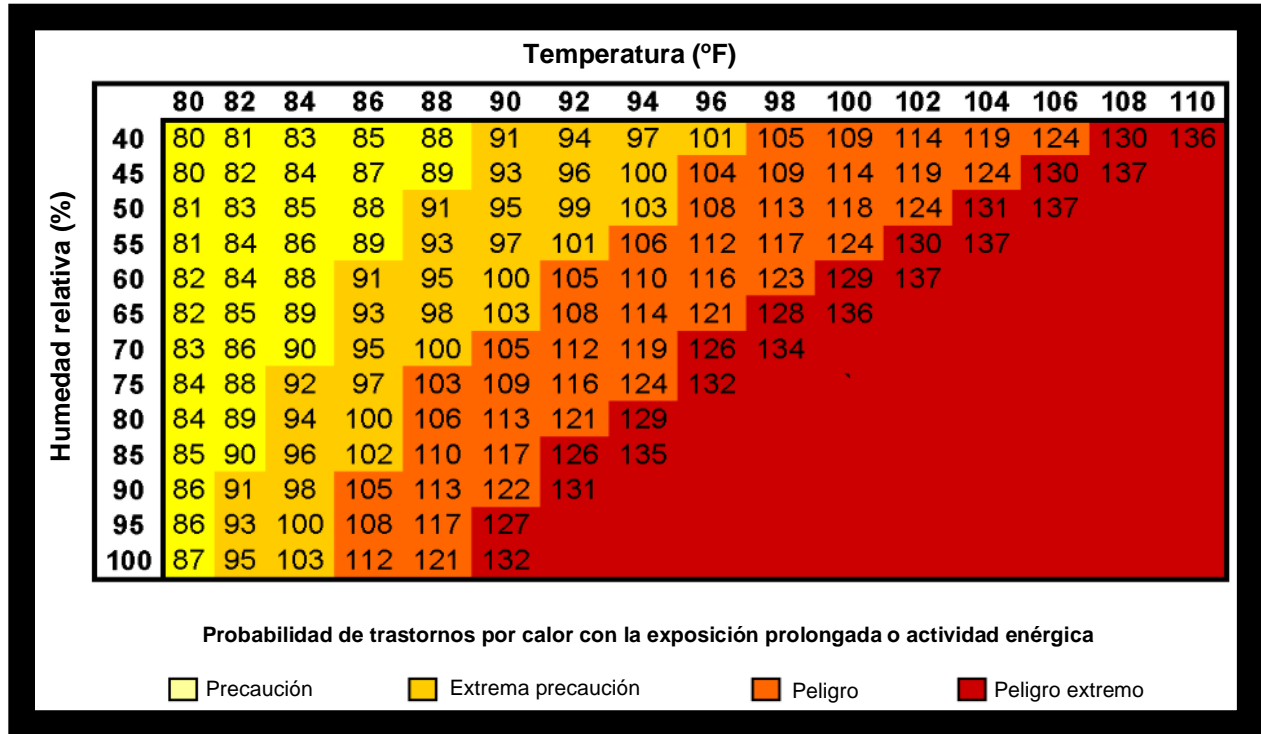 Temperatura (ºF)
80 82 84 86 88 90 92 94 96 98 100 102 104 106 108 110
Humedad relativa (%)
40 80 81 83 85 88 91 94 97 101 105 109 114 119 124 130 136
45 80 82 84 87 89 93 96 100 104 109 114 119 124 130 137
50 81 83 85 88 91 95 99 103 108 113 118 124 131 137
55 81 84 86 89 93 97 101 106 112 117 124 130 137
60 82 84 88 91 95 100 105 110 116 123 129 137
65 82 85 89 93 98 103 108 114 121 128 136
70 83 86 90 95 100 105 112 119 126 134
75 84 88 92 97 103 109 116 124 132
80 84 89 94 100 106 113 121 129
85 85 90 96 102 110 117 126 135
90 86 91 98 105 113 122 131
95 86 93 100 108 117 127
100 87 95 103 112 121 132
Probabilidad de trastornos por calor con la exposición prolongada o actividad enérgica
Precaución Extrema precaución Peligro Peligro extremo